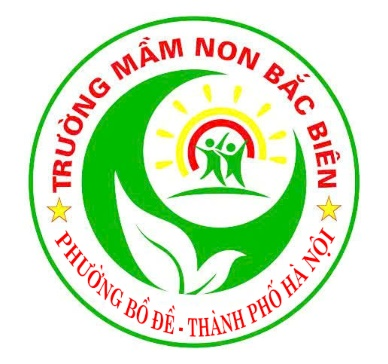 TRƯỜNG MẦM NON BẮC BIÊN
PHƯỜNG BỒ ĐỀ - THÀNH PHỐ HÀ NỘI